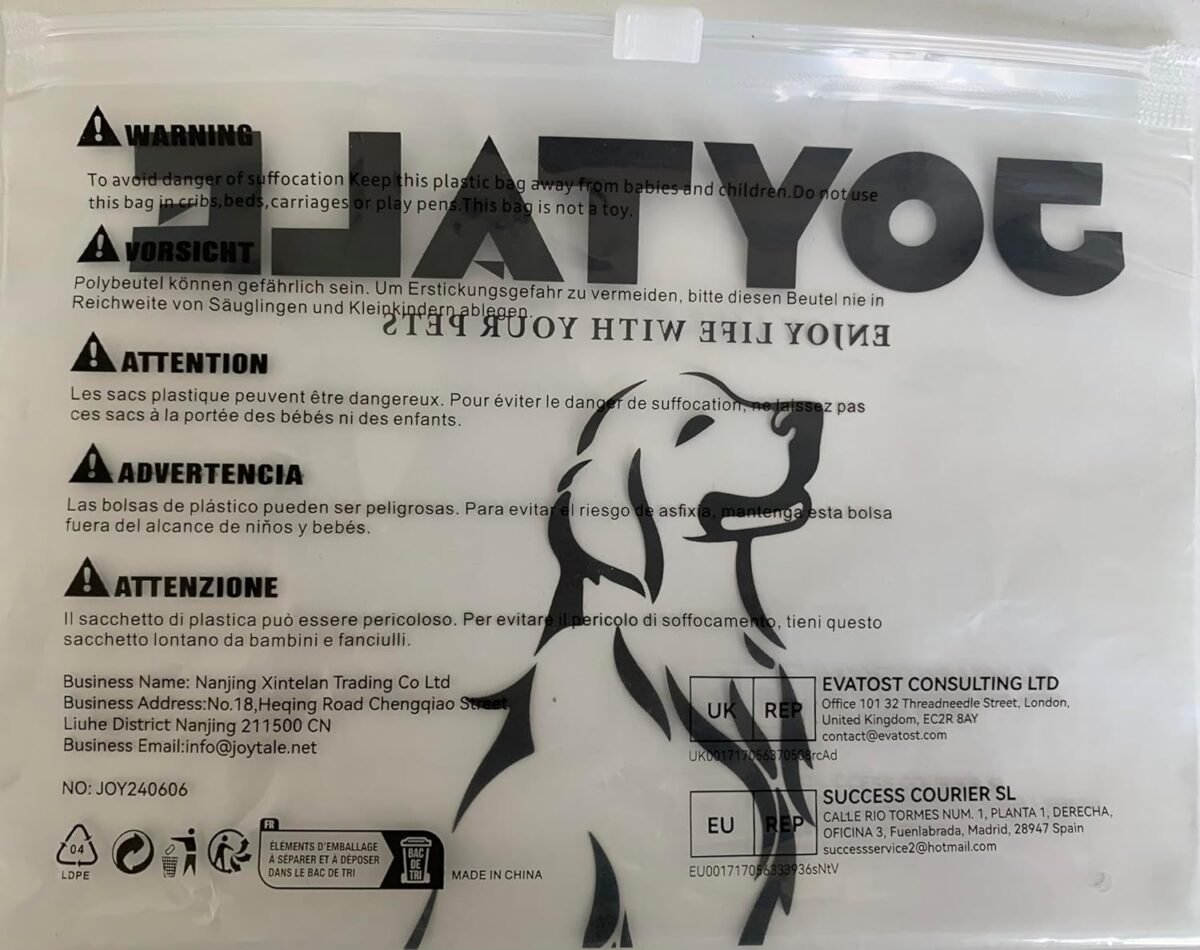 WARNING
JOYTALE
To avoid danger of suffocation Keep this plastic bag away from babies and children.Do not use
this bag in cribs,beds,carriages or play pens.This bag is not a toy.
VORSICHT
Polybeutel können gefährlich sein. Um Erstickungsgefahr zu vermeiden, bitte diesen Beutel nie in
Reichweite von Säuglingen und Kleinkindern ablegen.
ENJOY LIFE WITH YOUR PETS
ATTENTION
Les sacs plastique peuvent être dangereux. Pour éviter le danger de suffocation, ne laissez pas
ces sacs à la portée des bébés ni des enfants.
ADVERTENCIA
Las bolsas de plástico pueden ser peligrosas. Para evitar el riesgo de asfixia, mantenga esta bolsa
fuera del alcance de niños y bebés.
ATTENZIONE
Il sacchetto di plastica può essere pericoloso. Per evitare il pericolo di soffocamento, tieni questo
sacchetto lontano da bambini e fanciulli.
Business Name: Nanjing Xintelan Trading Co Ltd
Business Address:No.18,Heqing Road Chengqiao Street
Liuhe District Nanjing 211500 CN
Business Email:info@joytale.net
NO: JOY240606
UK REP
EVATOST CONSULTING LTD
Office 101 32 Threadneedle Street, London,
United Kingdom, EC2R 8AY
contact@evatost.com
UK001717056370508rcAd
EU REP
SUCCESS COURIER SL
CALLE RIO TORMES NUM. 1, PLANTA 1, DERECHA,
OFICINA 3, Fuenlabrada, Madrid, 28947 Spain
successservice2@hotmail.com
EU001717056333936sNtV
04
LDPE
FR
ÉLÉMENTS D'EMBALLAGE
À SÉPARER ET À DÉPOSER
DANS LE BAC DE TRI
BAC
DE
TRI
MADE IN CHINA